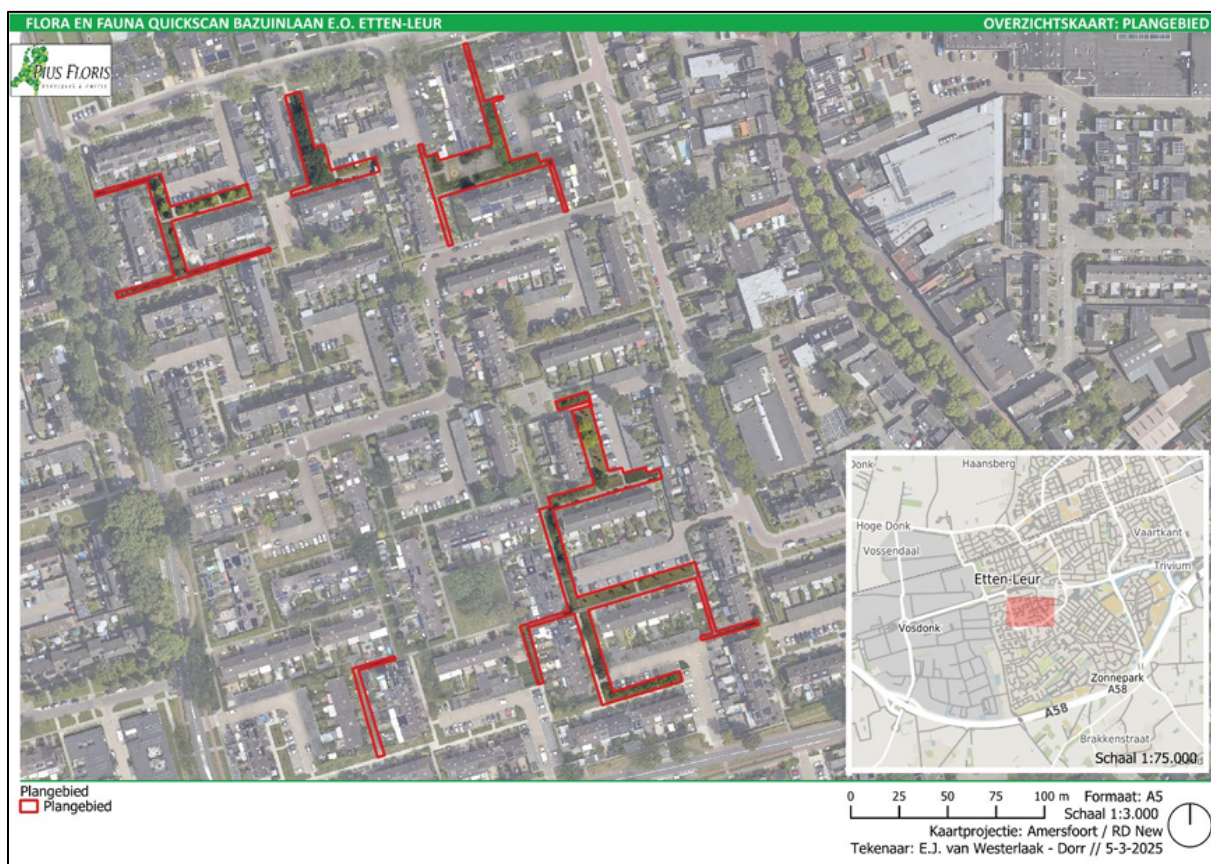 FLORA EN FAUNA QUICKSCAN BAZUINLAAN E.O. ETTEN-LEUR
OVERZICHTSKAART: PLANGEBIED
PIUS FLORIS
Donk
Haansberg
Hoge Donk
Vossendaal
Vaartkant
Trivium
Etten-Leur
Vosdonk
Zonnepark
A58
A58
Brakkenstraat
Schaal 1:75.000
Plangebied
Plangebied
0 25 50 75 100 m
Formaat: A5
Schaal 1:3.000
Kaartprojectie: Amersfoort / RD New
Tekenaar: E.J. van Westerlaak - Dorr // 5-3-2025